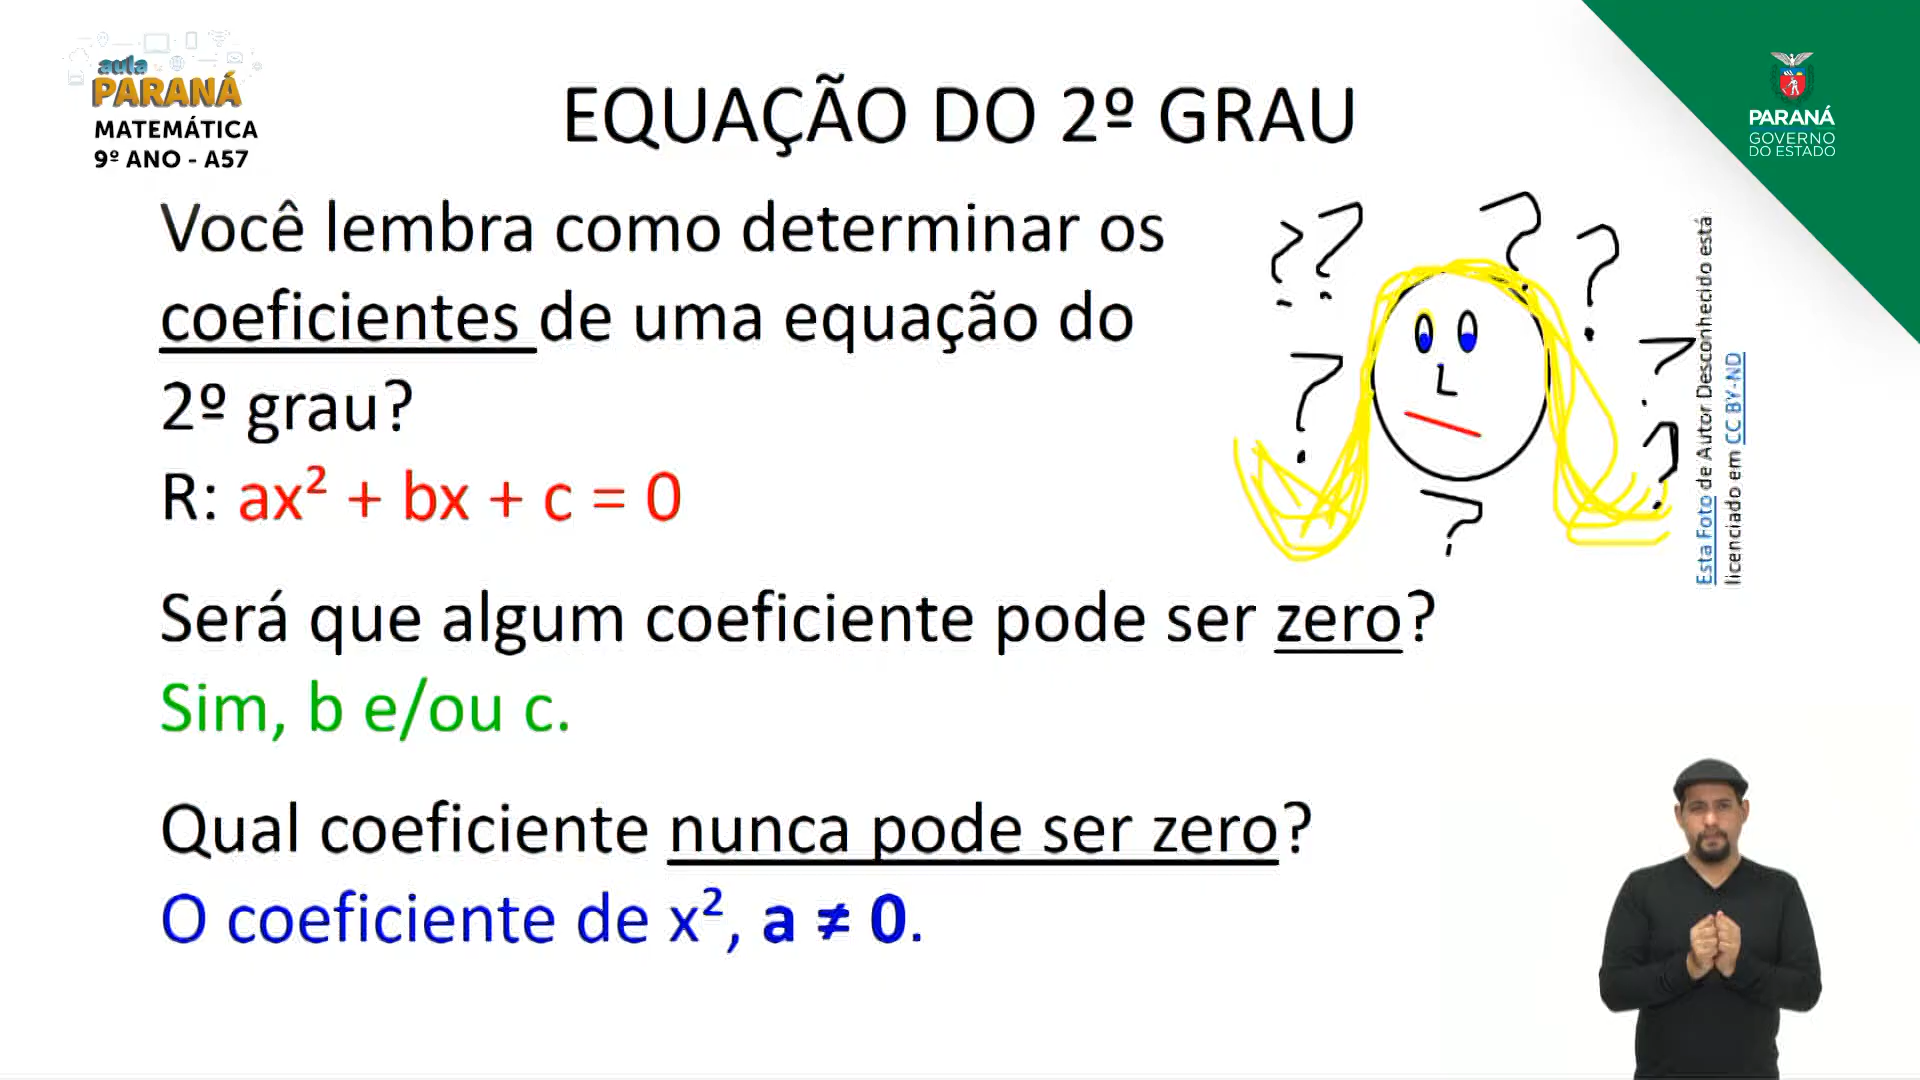 aula
PARANÁ
MATEMÁTICA
9º ANO - A57
EQUAÇÃO DO 2º GRAU
PARANÁ
GOVERNO
DO ESTADO
Você lembra como determinar os
coeficientes de uma equação do
2º grau?
R: ax² + bx + c = 0
? ? ? ? ? ? ? ?
Esta Foto de Autor Desconhecido está
licenciado em CC BY-ND
Será que algum coeficiente pode ser zero?
Sim, b e/ou c.
Qual coeficiente nunca pode ser zero?
O coeficiente de x², a ≠ 0.